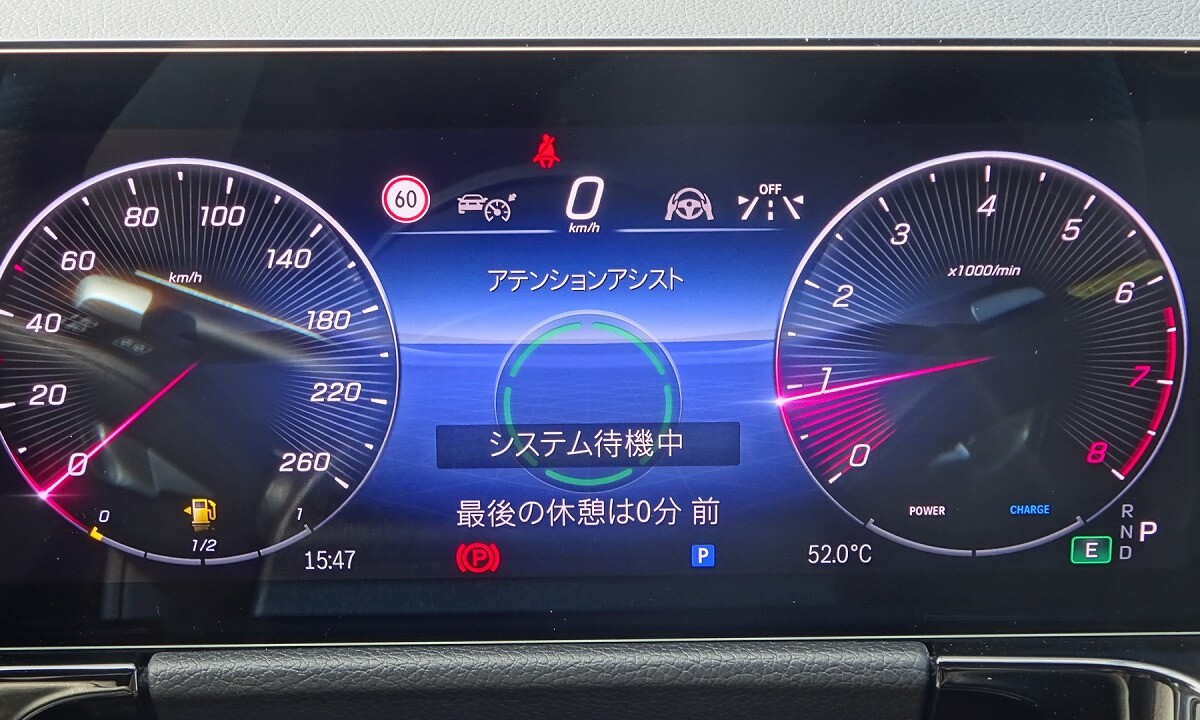 60
0
km/h
OFF
アテンションアシスト
システム待機中
最後の休憩は0分 前
0
20
40
60
80
100
140
180
220
260
km/h
0
1/2
1
15:47
P
P
52.0°C
0
1
2
3
4
5
6
7
8
x1000/min
POWER
CHARGE
E
R
N
D
P